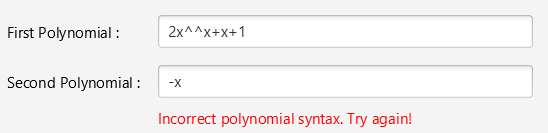 First Polynomial : 2x^^x+x+1
Second Polynomial : -x
Incorrect polynomial syntax. Try again!